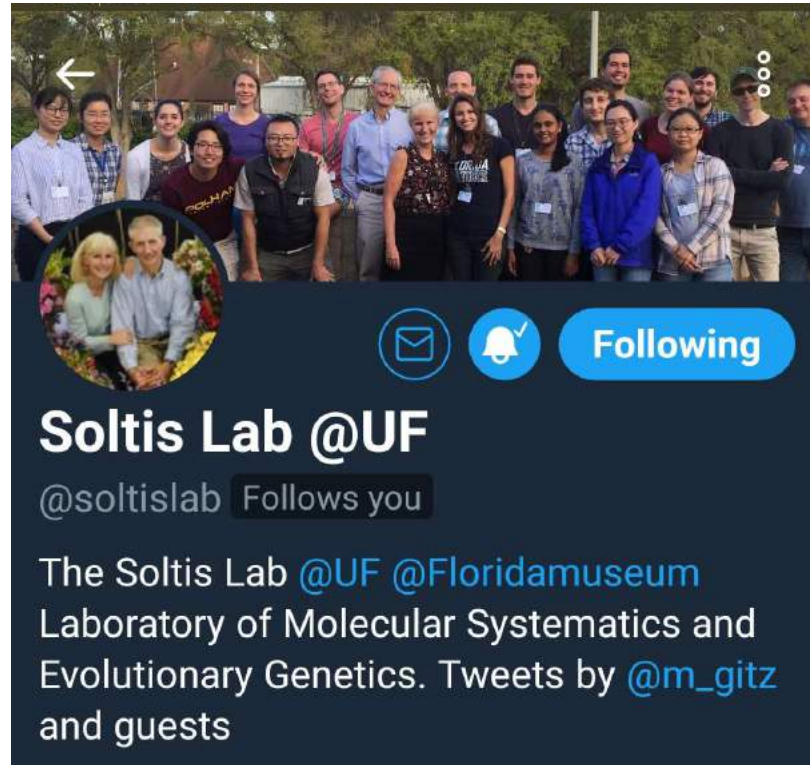 Following
Soltis Lab @UF
@soltislab Follows you
The Soltis Lab @UF @Floridamuseum
Laboratory of Molecular Systematics and
Evolutionary Genetics. Tweets by @m_gitz
and guests